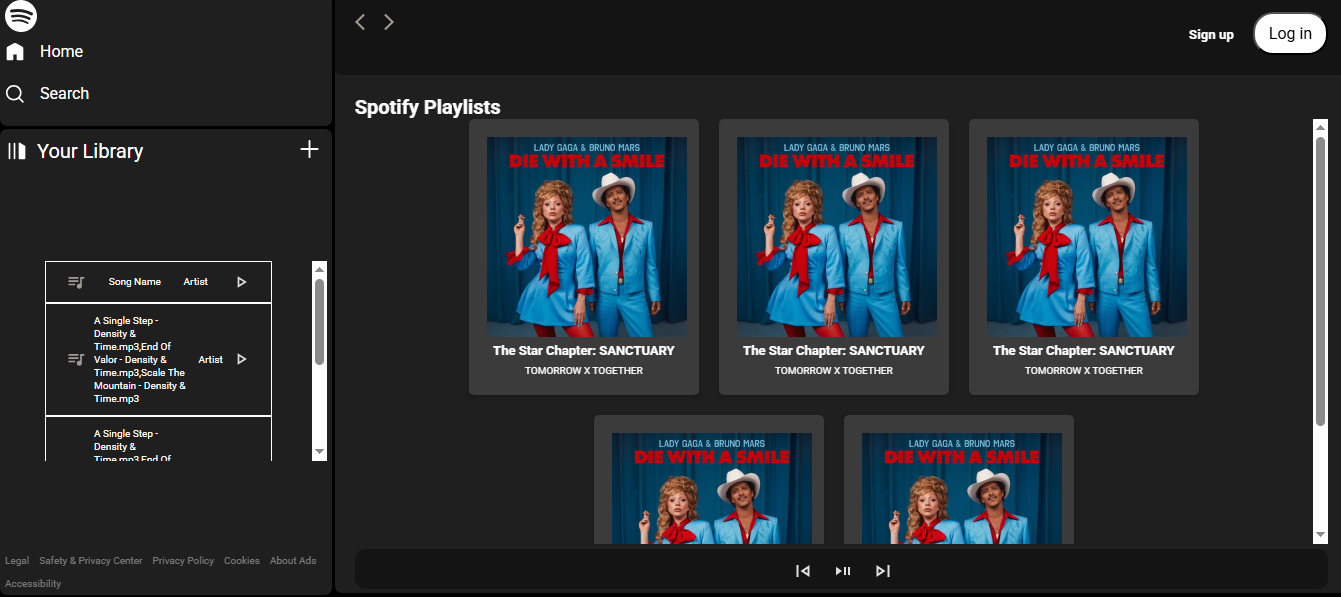 Home
Search
Your Library
Song Name Artist
A Single Step -
Density &
Time.mp3,End Of
Valor - Density &
Time.mp3,Scale The
Mountain - Density &
Time.mp3
Artist
A Single Step -
Density &
Time.mp3,End Of
Legal Safety & Privacy Center Privacy Policy Cookies About Ads
Accessibility
Sign up
Log in
Spotify Playlists
LADY GAGA & BRUNO MARS
DIE WITH A SMILE
The Star Chapter: SANCTUARY
TOMORROW X TOGETHER
LADY GAGA & BRUNO MARS
DIE WITH A SMILE
The Star Chapter: SANCTUARY
TOMORROW X TOGETHER
LADY GAGA & BRUNO MARS
DIE WITH A SMILE
The Star Chapter: SANCTUARY
TOMORROW X TOGETHER
LADY GAGA & BRUNO MARS
DIE WITH A SMILE
LADY GAGA & BRUNO MARS
DIE WITH A SMILE